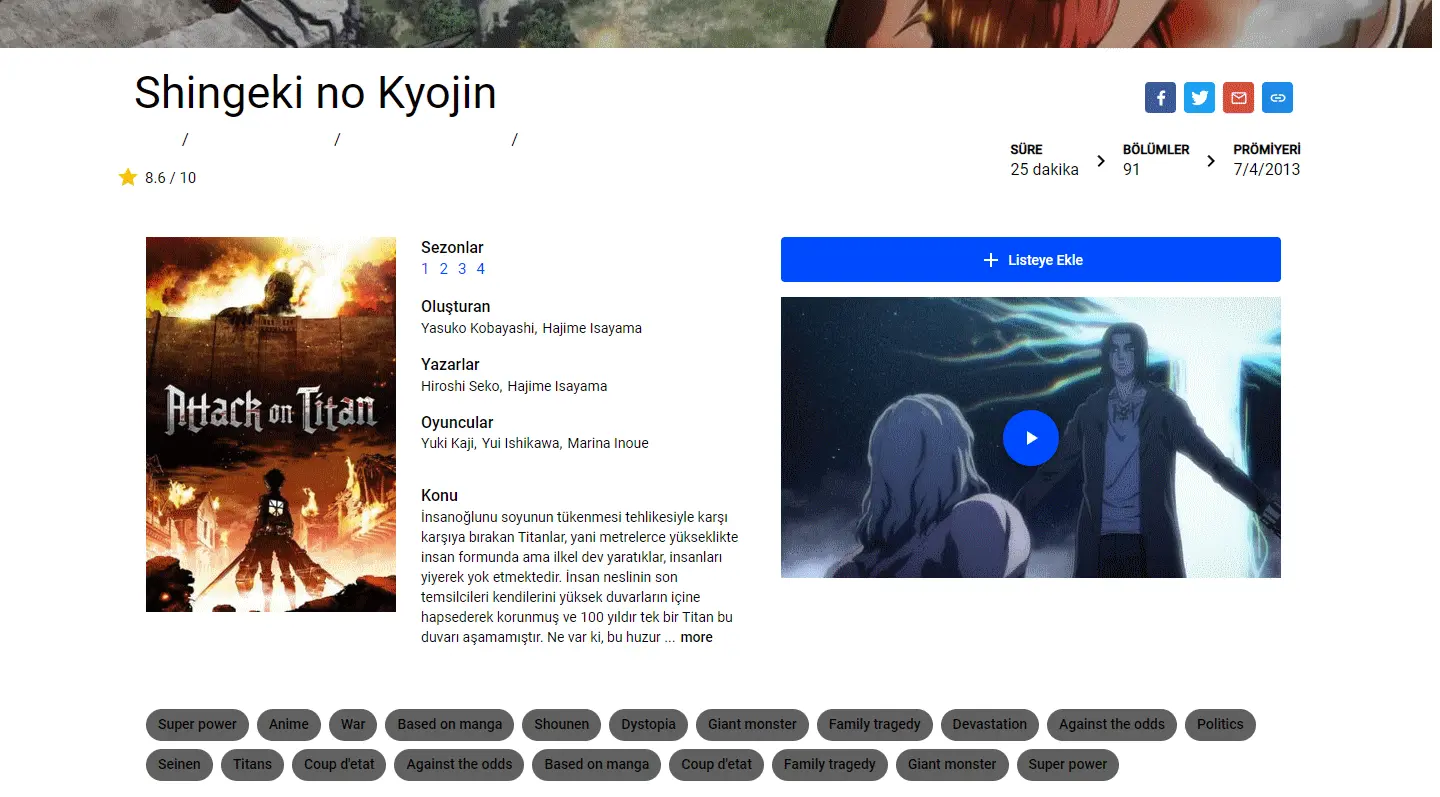 Shingeki no Kyojin
/ / /
8.6 / 10
SÜRE
25 dakika
BÖLÜMLER
91
PRÖMİYERİ
7/4/2013
Attack on Titan
Sezonlar
1 2 3 4
Oluşturan
Yasuko Kobayashi, Hajime Isayama
Yazarlar
Hiroshi Seko, Hajime Isayama
Oyuncular
Yuki Kaji, Yui Ishikawa, Marina Inoue
Konu
İnsanoğlunu soyunun tükenmesi tehlikesiyle karşı
karşıya bırakan Titanlar, yani metrelerce yükseklikte
insan formunda ama ilkel dev yaratıklar, insanları
yiyerek yok etmektedir. İnsan neslinin son
temsilcileri kendilerini yüksek duvarların içine
hapsederek korunmuş ve 100 yıldır tek bir Titan bu
duvarı aşamamıştır. Ne var ki, bu huzur ... more
Listeye Ekle
Super power Anime War Based on manga Shounen Dystopia Giant monster Family tragedy Devastation Against the odds Politics
Seinen Titans Coup d'etat Against the odds Based on manga Coup d'etat Family tragedy Giant monster Super power